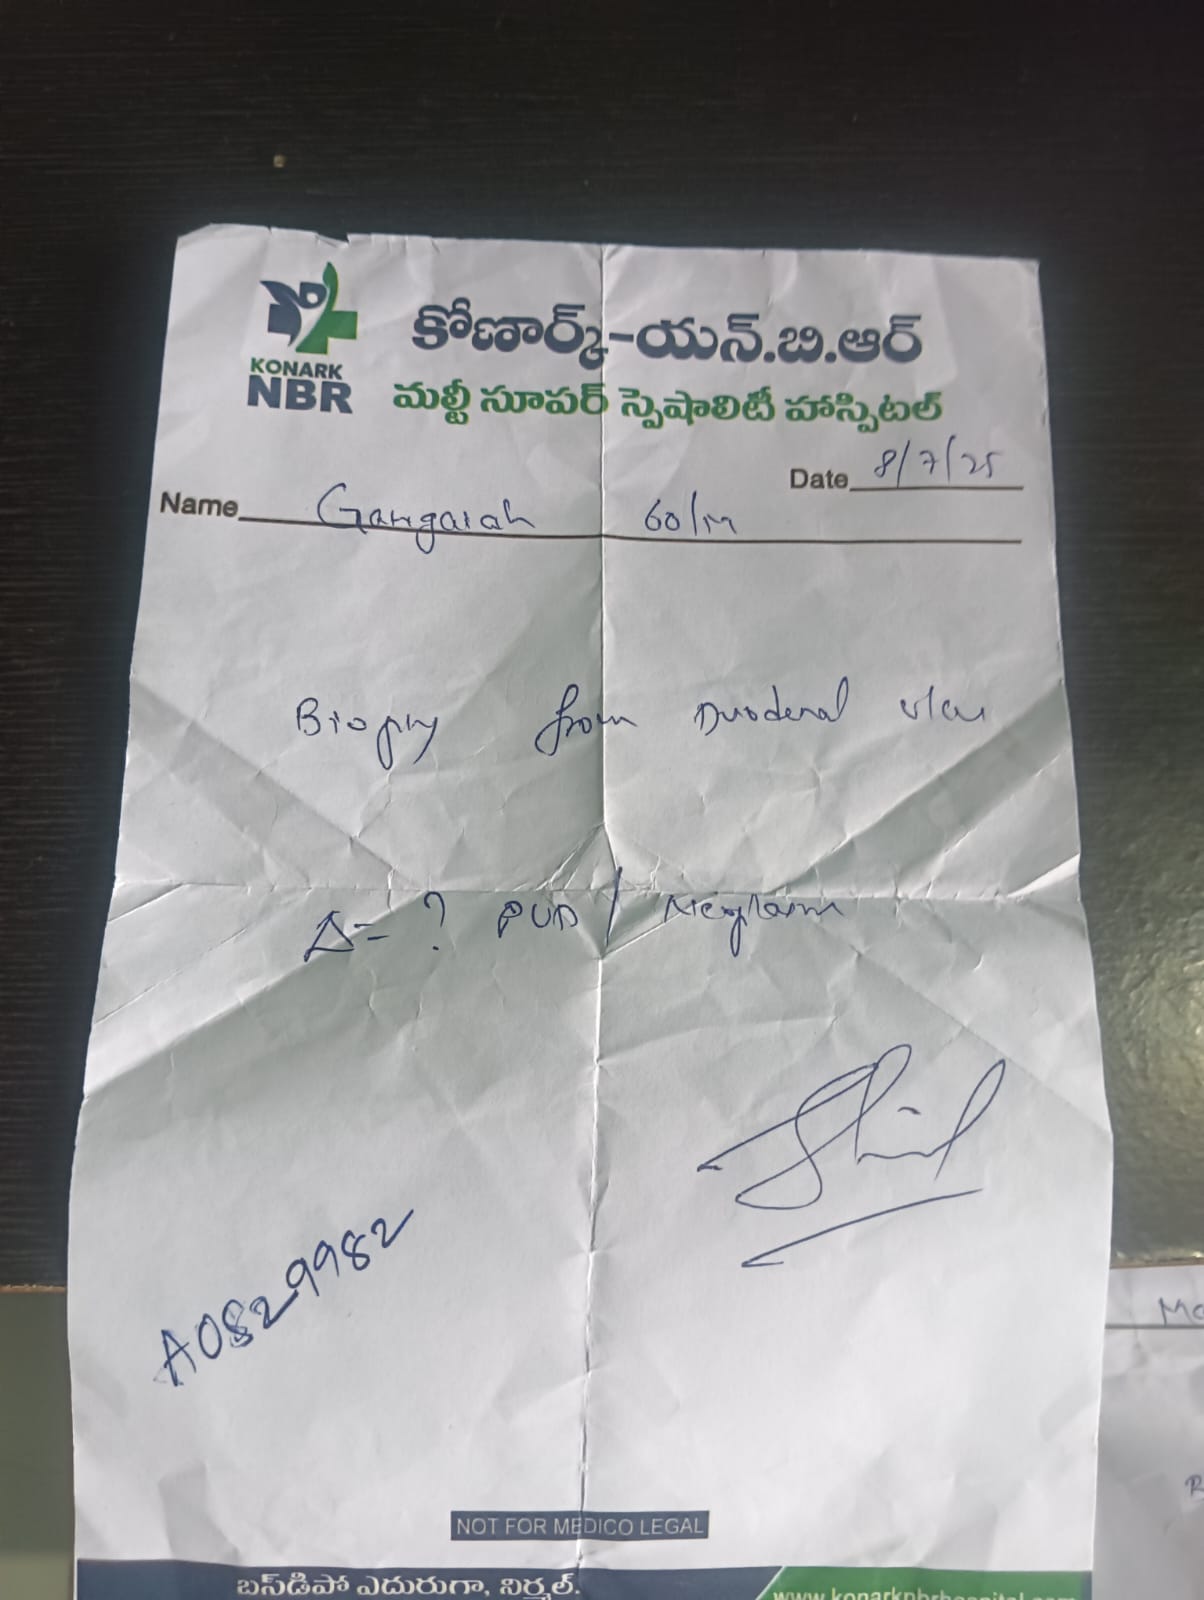 కోణార్క్-యన్.బి.ఆర్
KONARK
NBR
మల్టీ సూపర్ స్పెషాలిటీ హాస్పిటల్
Date 8/7/25
Name Gangaiah 60/M
Biopsy from Duodenal ulcer
Δ= ? PUD / Neoplasm
A0829982
NOT FOR MEDICO LEGAL
బస్‌డిపో ఎదురుగా, నిర్మల్.